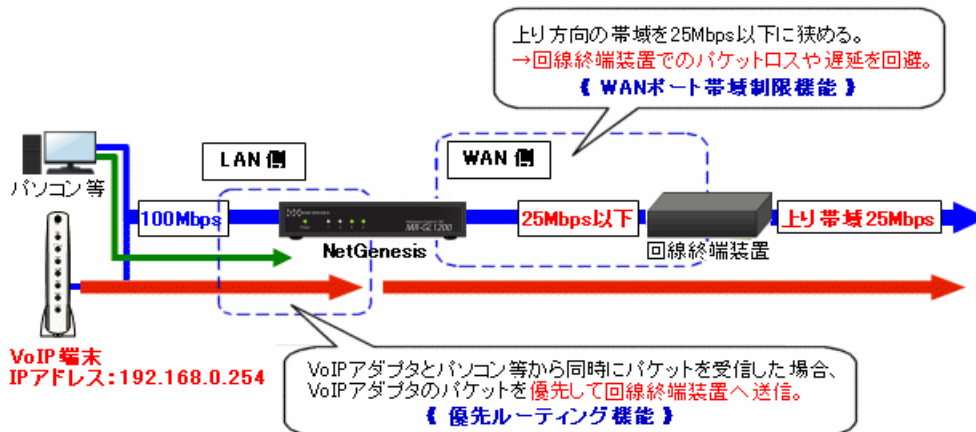 上り方向の帯域を25Mbps以下に狭める。
→回線終端装置でのパケットロスや遅延を回避。
《 WANポート帯域制限機能 》
LAN 側
WAN 側
パソコン等
100Mbps
MR-GL1200
25Mbps以下
上り帯域25Mbps
NetGenesis
回線終端装置
VoIP端末
IPアドレス：192.168.0.254
VoIPアダプタとパソコン等から同時にパケットを受信した場合、
VoIPアダプタのパケットを優先して回線終端装置へ送信。
《 優先ルーティング機能 》